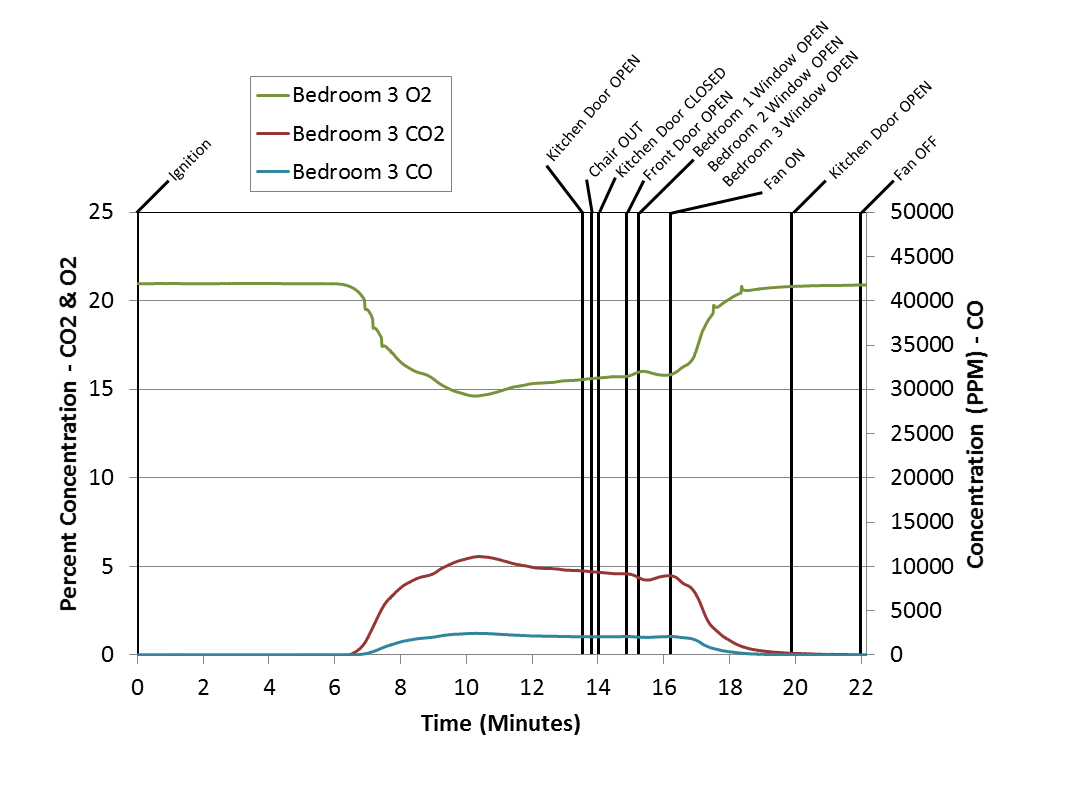 Bedroom 3 O2
Bedroom 3 CO2
Bedroom 3 CO
Ignition
Kitchen Door OPEN
Chair OUT
Kitchen Door CLOSED
Front Door OPEN
Bedroom 1 Window OPEN
Bedroom 2 Window OPEN
Bedroom 3 Window OPEN
Fan ON
Kitchen Door OPEN
Fan OFF
Percent Concentration - CO2 & O2
25
20
15
10
5
0
50000
45000
40000
35000
30000
25000
20000
15000
10000
5000
0
Concentration (PPM) - CO
0 2 4 6 8 10 12 14 16 18 20 22
Time (Minutes)